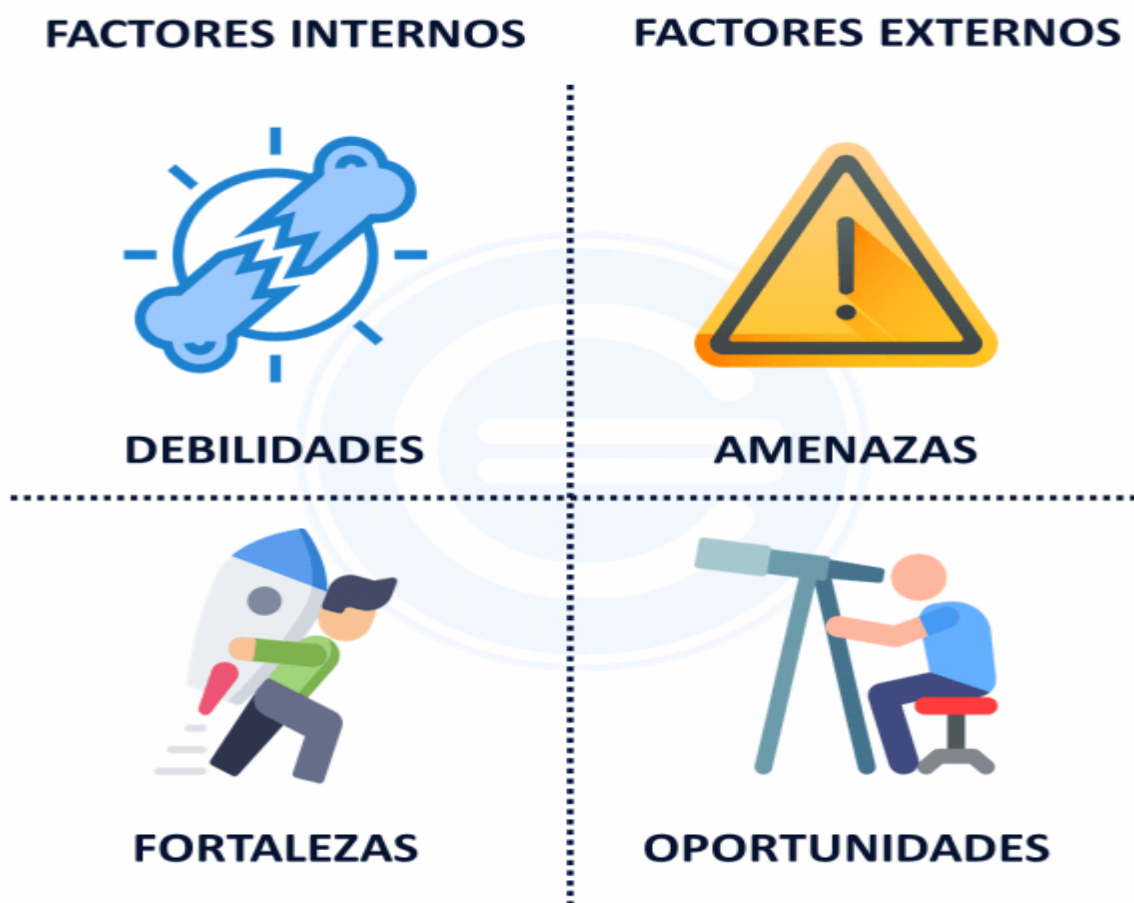 FACTORES INTERNOS
FACTORES EXTERNOS
DEBILIDADES
AMENAZAS
FORTALEZAS
OPORTUNIDADES